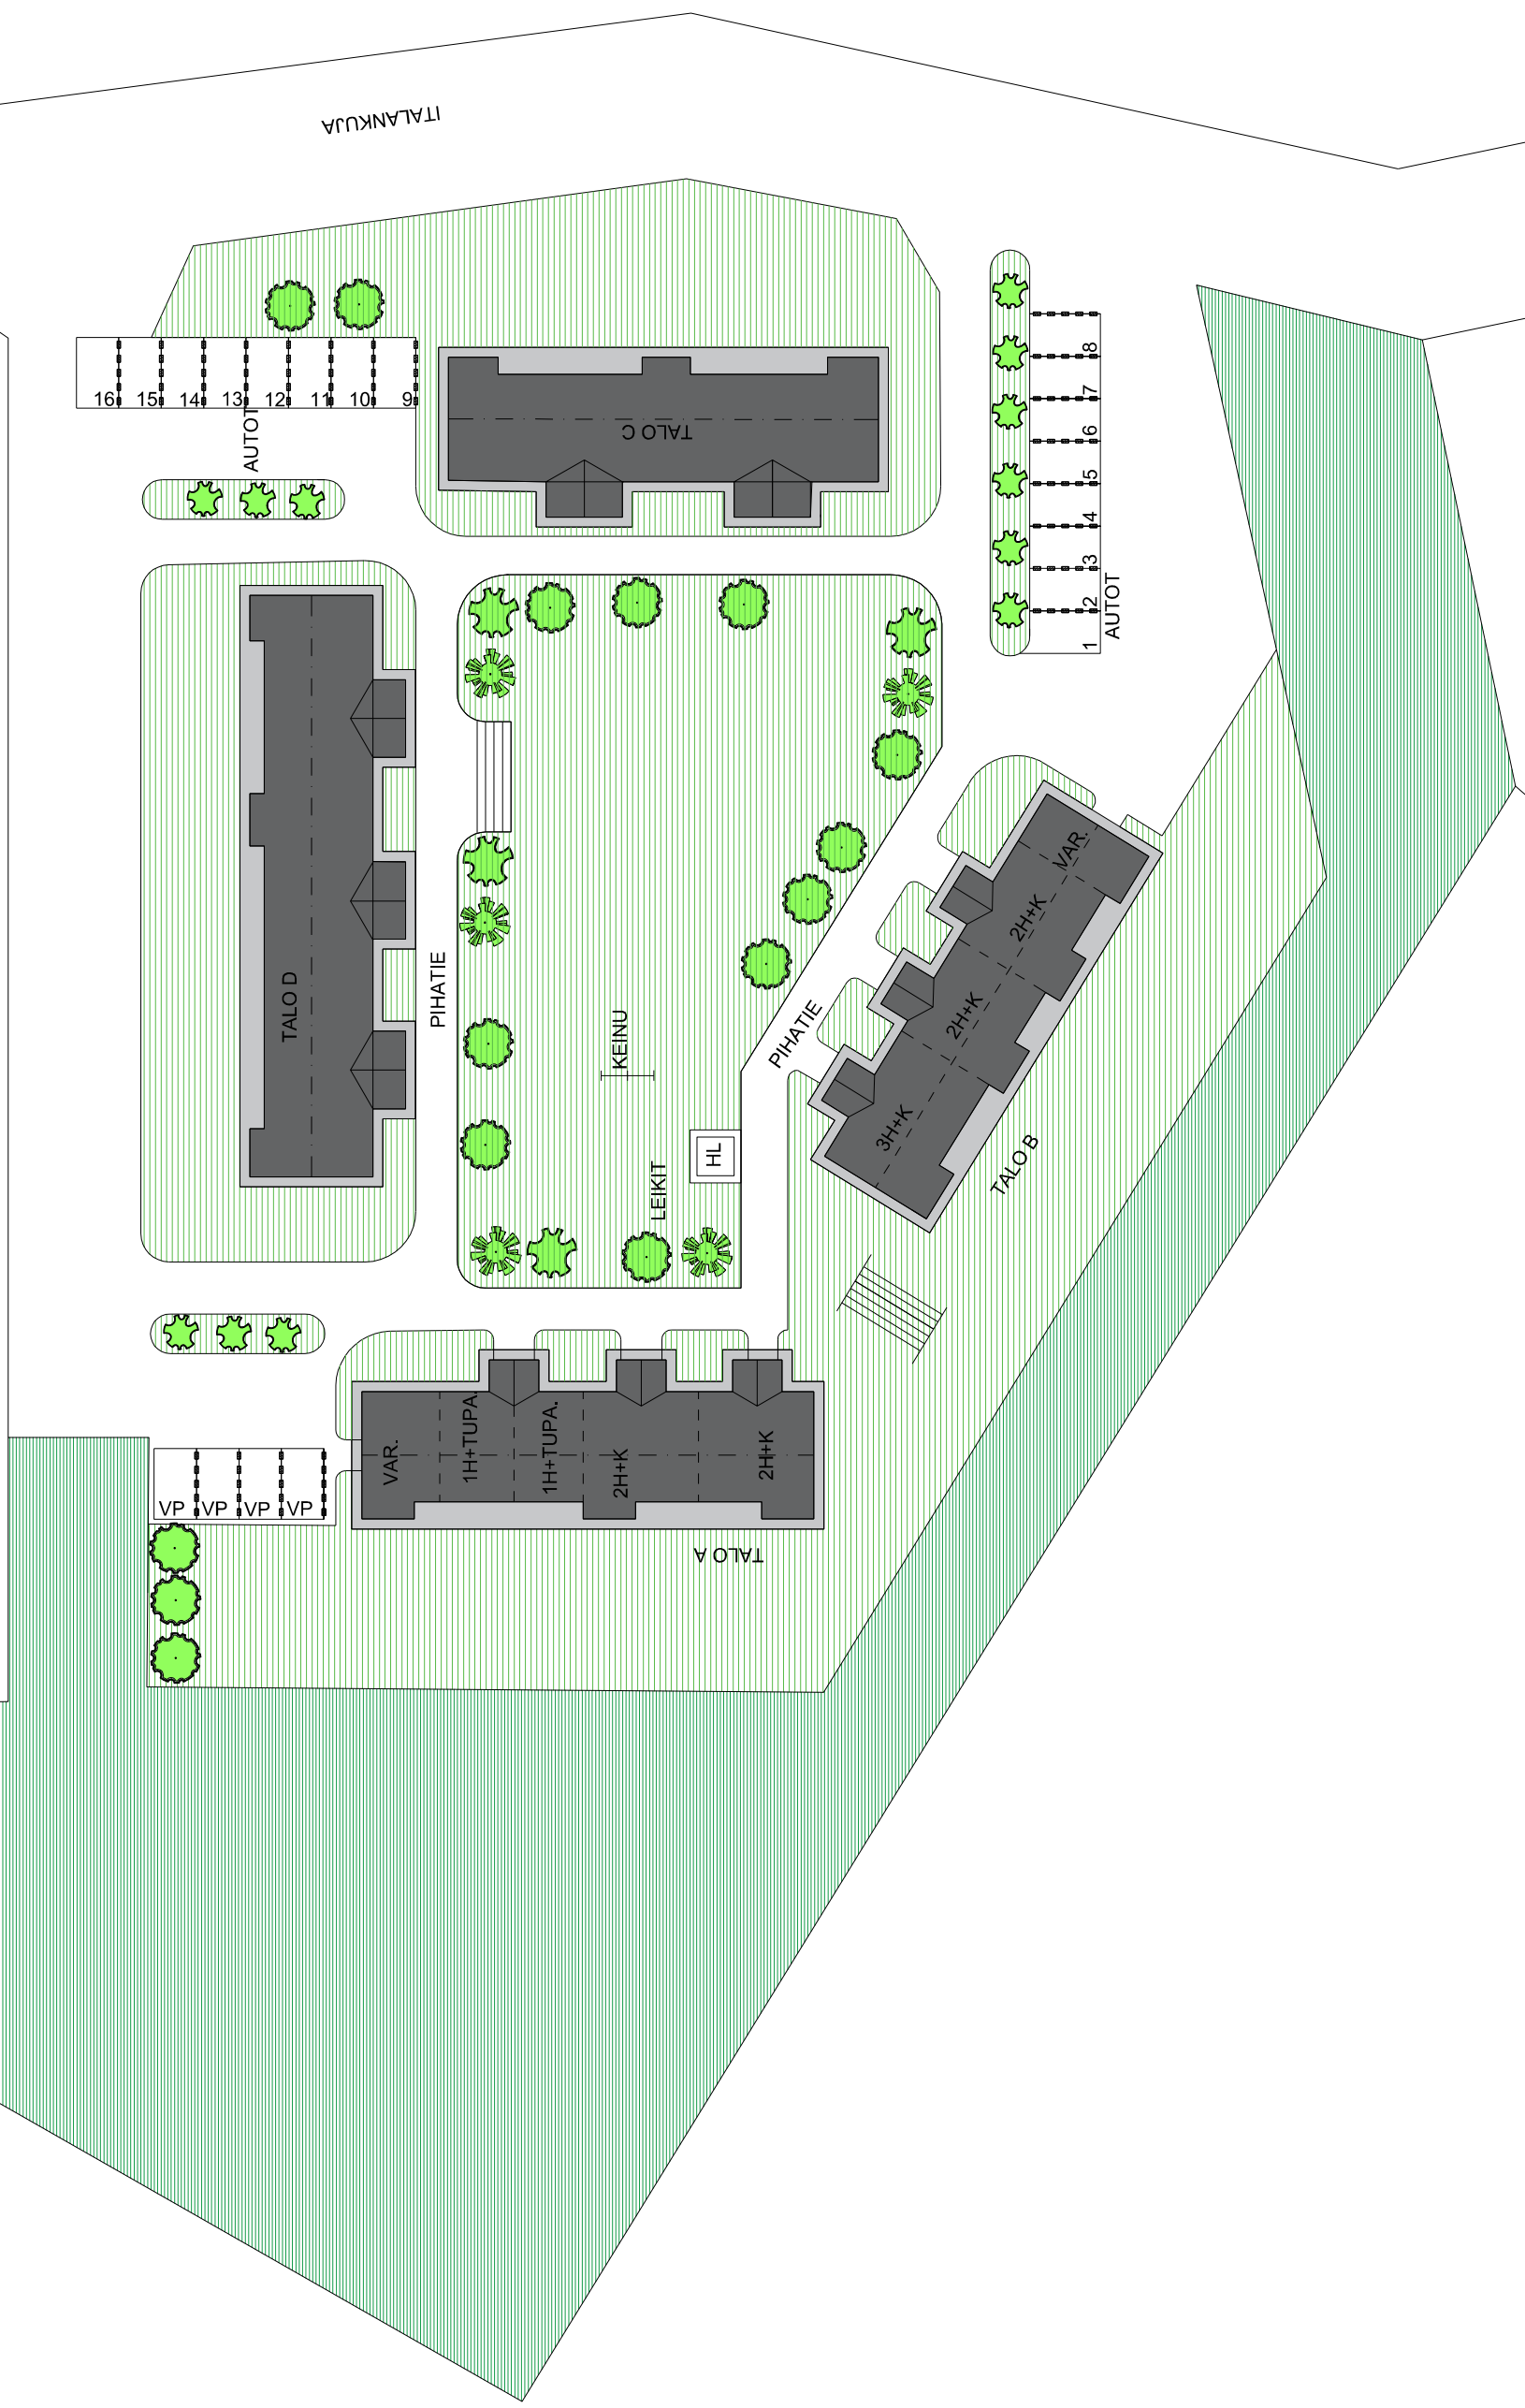 ITALANKUJA
16 15 14 13 12 11 10 9
AUTOT
TALO C
8
7
6
5
4
3
2
1
AUTOT
TALO D
PIHATIE
KEINU
LEIKIT
HL
PIHATIE
VAR.
2H+K
2H+K
3H+K
TALO B
VAR.
1H+TUPA.
1H+TUPA.
2H+K
2H+K
VP VP VP VP
TALO A